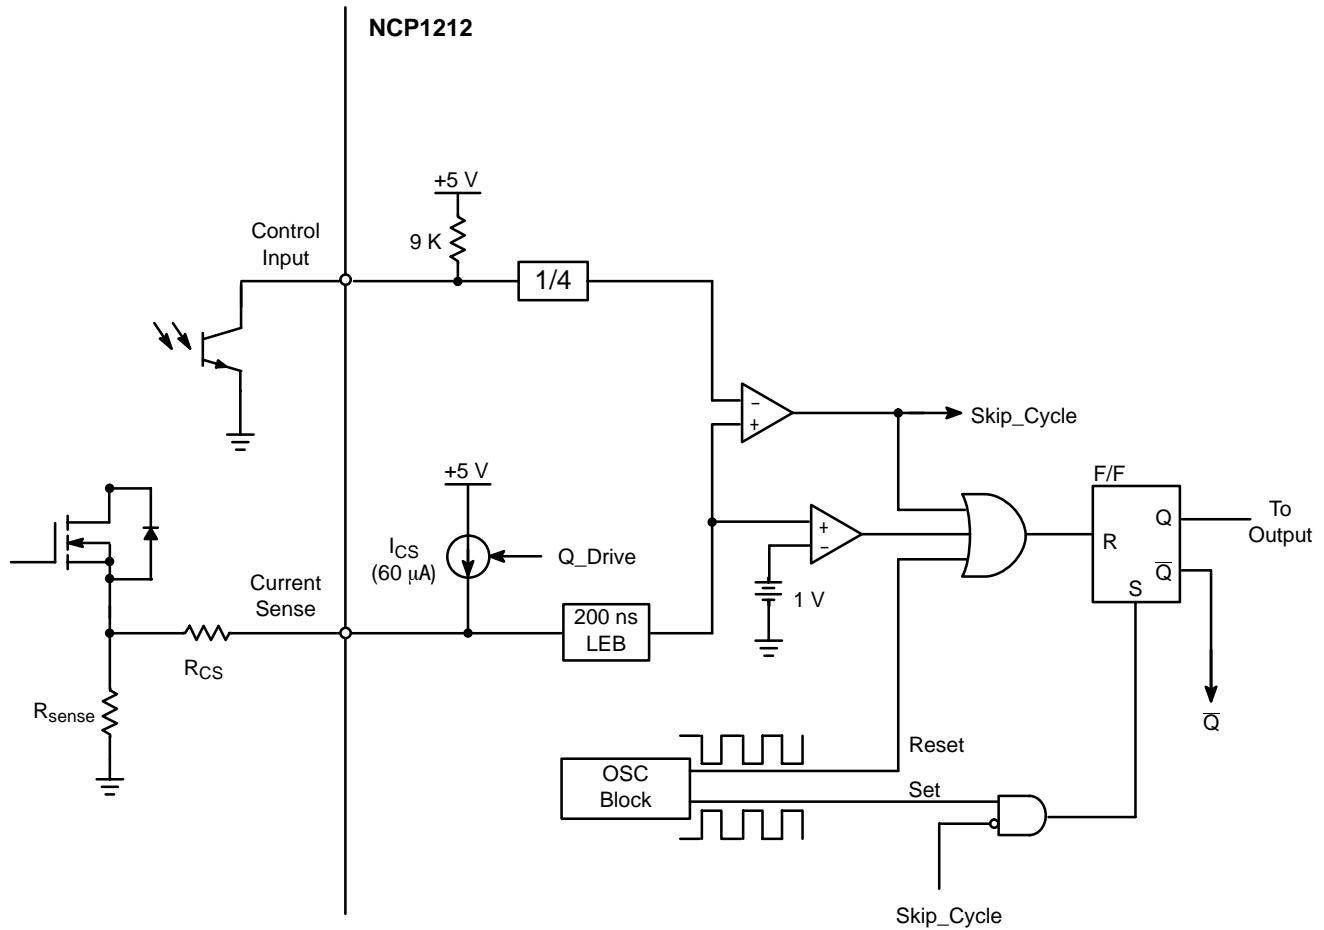 NCP1212
+5 V
Control
Input
9 K
1/4
−
+
Skip_Cycle
+5 V
F/F
ICS
(60 μA)
Q_Drive
+
−
1 V
R
Q
Q̅
S
To
Output
Current
Sense
200 ns
LEB
RCS
Rsense
Q̅
Reset
OSC
Block
Set
Skip_Cycle